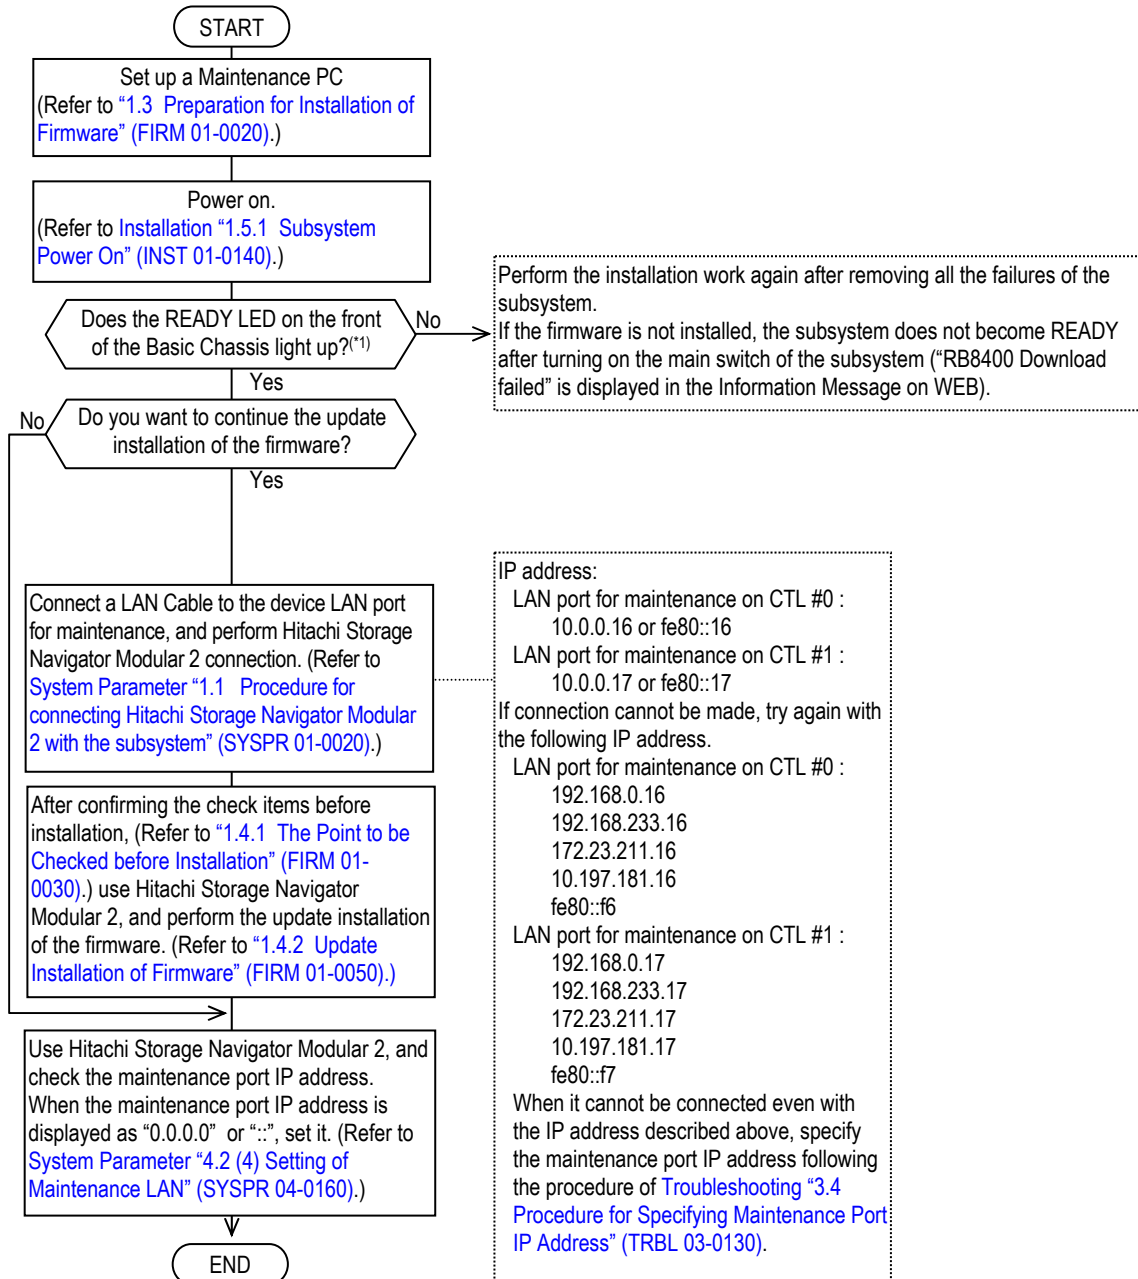 START
Set up a Maintenance PC
(Refer to “1.3 Preparation for Installation of
Firmware” (FIRM 01-0020).)
Power on.
(Refer to Installation “1.5.1 Subsystem
Power On” (INST 01-0140).)
Does the READY LED on the front
of the Basic Chassis light up?(*1)
No
Perform the installation work again after removing all the failures of the
subsystem.
If the firmware is not installed, the subsystem does not become READY
after turning on the main switch of the subsystem (“RB8400 Download
failed” is displayed in the Information Message on WEB).
Yes
No
Do you want to continue the update
installation of the firmware?
Yes
Connect a LAN Cable to the device LAN port
for maintenance, and perform Hitachi Storage
Navigator Modular 2 connection. (Refer to
System Parameter “1.1 Procedure for
connecting Hitachi Storage Navigator Modular
2 with the subsystem” (SYSPR 01-0020).)
IP address:
LAN port for maintenance on CTL #0 :
10.0.0.16 or fe80::16
LAN port for maintenance on CTL #1 :
10.0.0.17 or fe80::17
If connection cannot be made, try again with
the following IP address.
LAN port for maintenance on CTL #0 :
192.168.0.16
192.168.233.16
172.23.211.16
10.197.181.16
fe80::f6
LAN port for maintenance on CTL #1 :
192.168.0.17
192.168.233.17
172.23.211.17
10.197.181.17
fe80::f7
When it cannot be connected even with
the IP address described above, specify
the maintenance port IP address following
the procedure of Troubleshooting “3.4
Procedure for Specifying Maintenance Port
IP Address” (TRBL 03-0130).
After confirming the check items before
installation, (Refer to “1.4.1 The Point to be
Checked before Installation” (FIRM 01-
0030).) use Hitachi Storage Navigator
Modular 2, and perform the update installation
of the firmware. (Refer to “1.4.2 Update
Installation of Firmware” (FIRM 01-0050).)
Use Hitachi Storage Navigator Modular 2, and
check the maintenance port IP address.
When the maintenance port IP address is
displayed as “0.0.0.0” or “::”, set it. (Refer to
System Parameter “4.2 (4) Setting of
Maintenance LAN” (SYSPR 04-0160).)
END